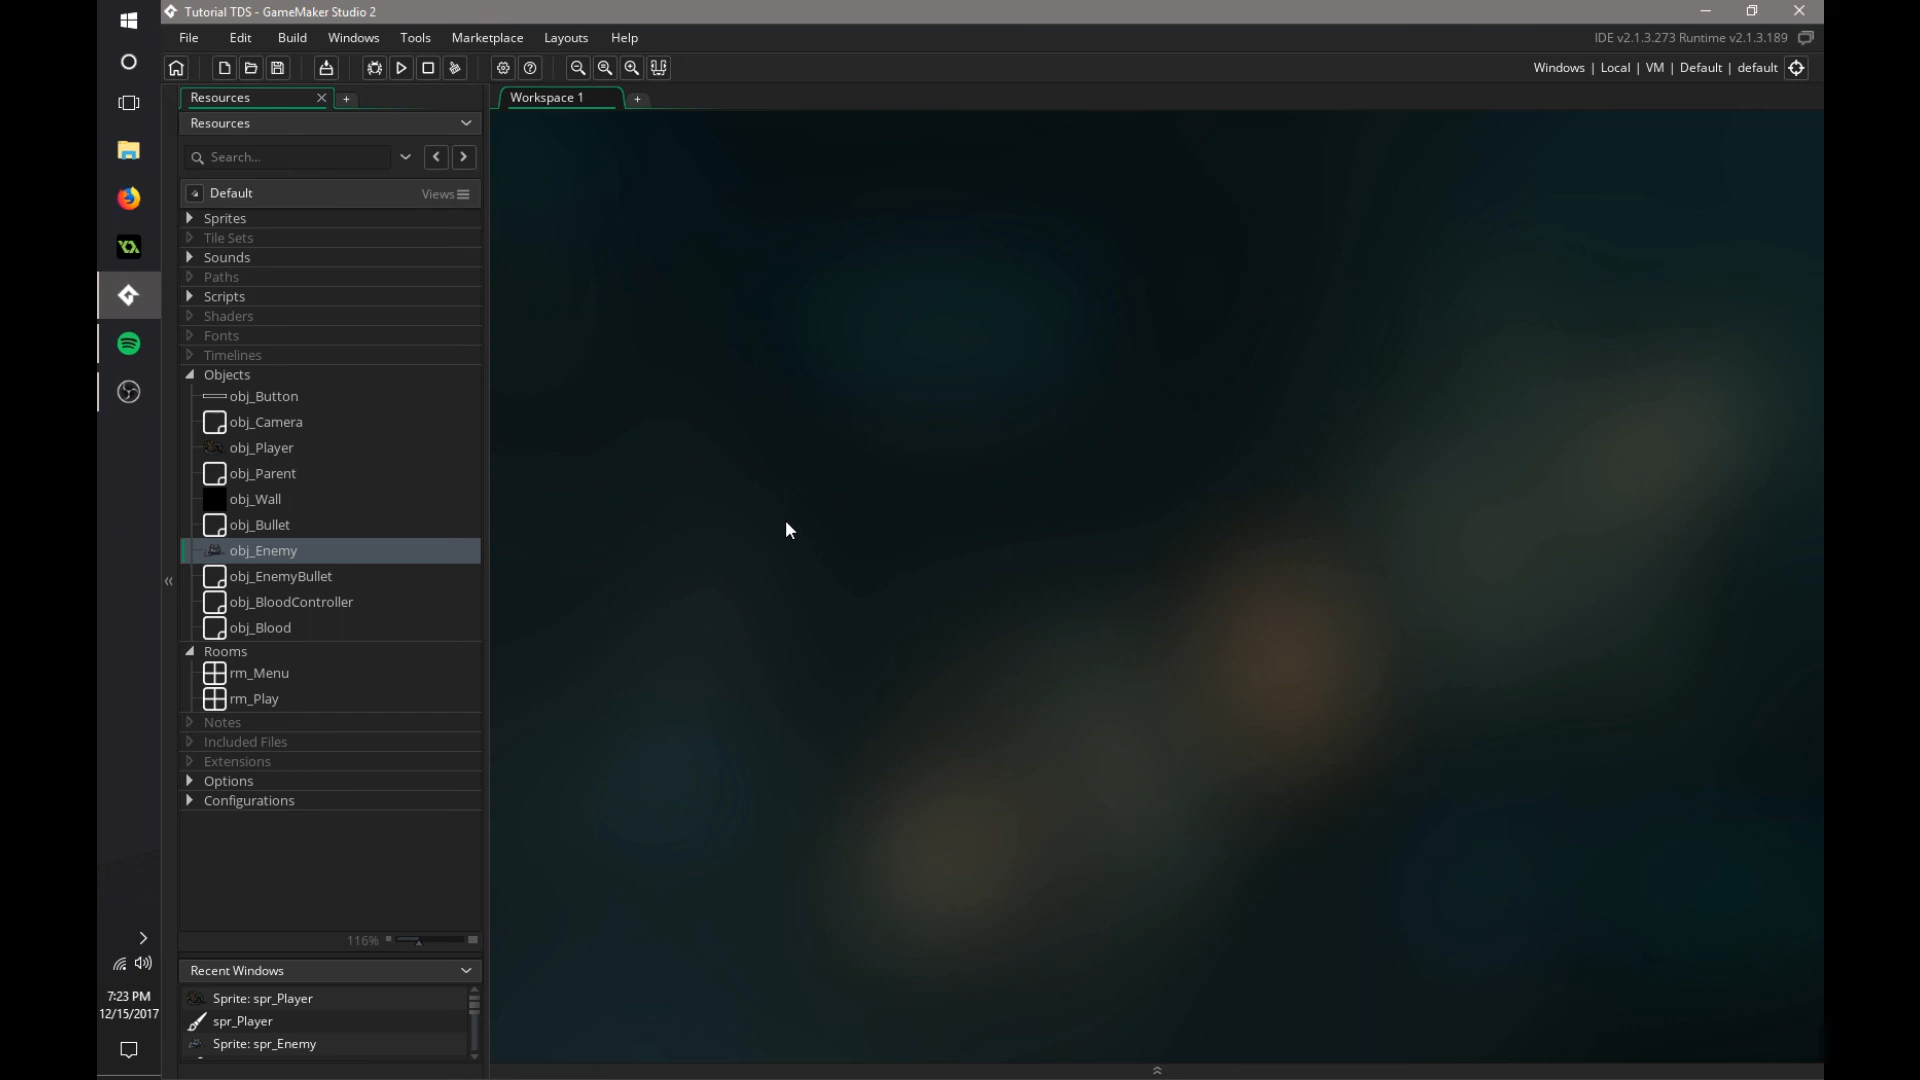 Tutorial TDS - GameMaker Studio 2
File Edit Build Windows Tools Marketplace Layouts Help
IDE v2.1.3.273 Runtime v2.1.3.189
Windows | Local | VM | Default | default
Resources
Workspace 1
Resources
Search...
Default
Views
Sprites
Tile Sets
Sounds
Paths
Scripts
Shaders
Fonts
Timelines
Objects
obj_Button
obj_Camera
obj_Player
obj_Parent
obj_Wall
obj_Bullet
obj_Enemy
obj_EnemyBullet
obj_BloodController
obj_Blood
Rooms
rm_Menu
rm_Play
Notes
Included Files
Extensions
Options
Configurations
116%
Recent Windows
Sprite: spr_Player
spr_Player
Sprite: spr_Enemy
7:23 PM
12/15/2017